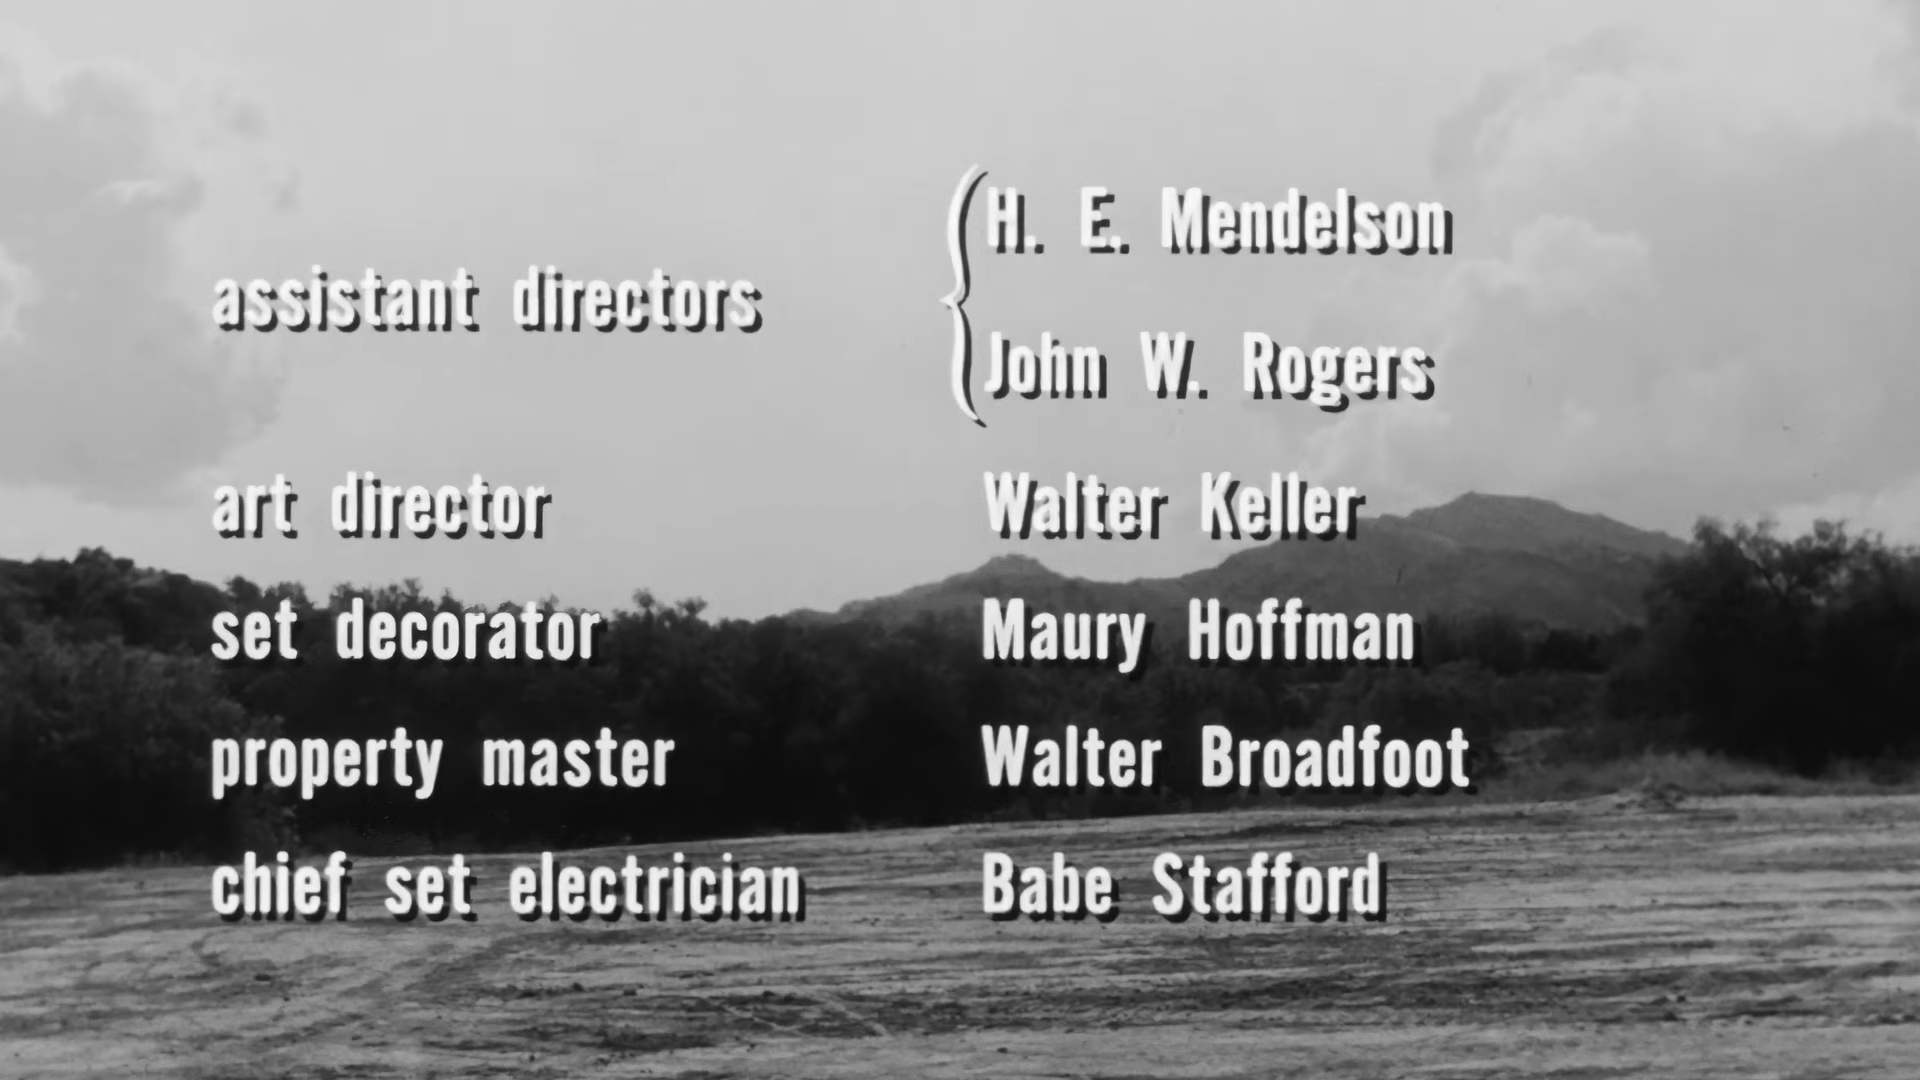 assistant directors
H. E. Mendelson
John W. Rogers
art director Walter Keller
set decorator Maury Hoffman
property master Walter Broadfoot
chief set electrician Babe Stafford